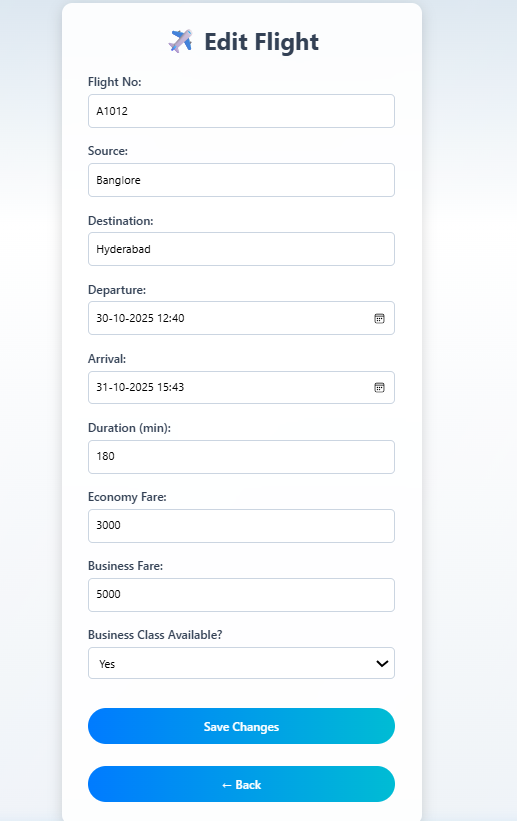 Edit Flight
Flight No:
A1012
Source:
Banglore
Destination:
Hyderabad
Departure:
30-10-2025 12:40
Arrival:
31-10-2025 15:43
Duration (min):
180
Economy Fare:
3000
Business Fare:
5000
Business Class Available?
Yes
Save Changes
← Back